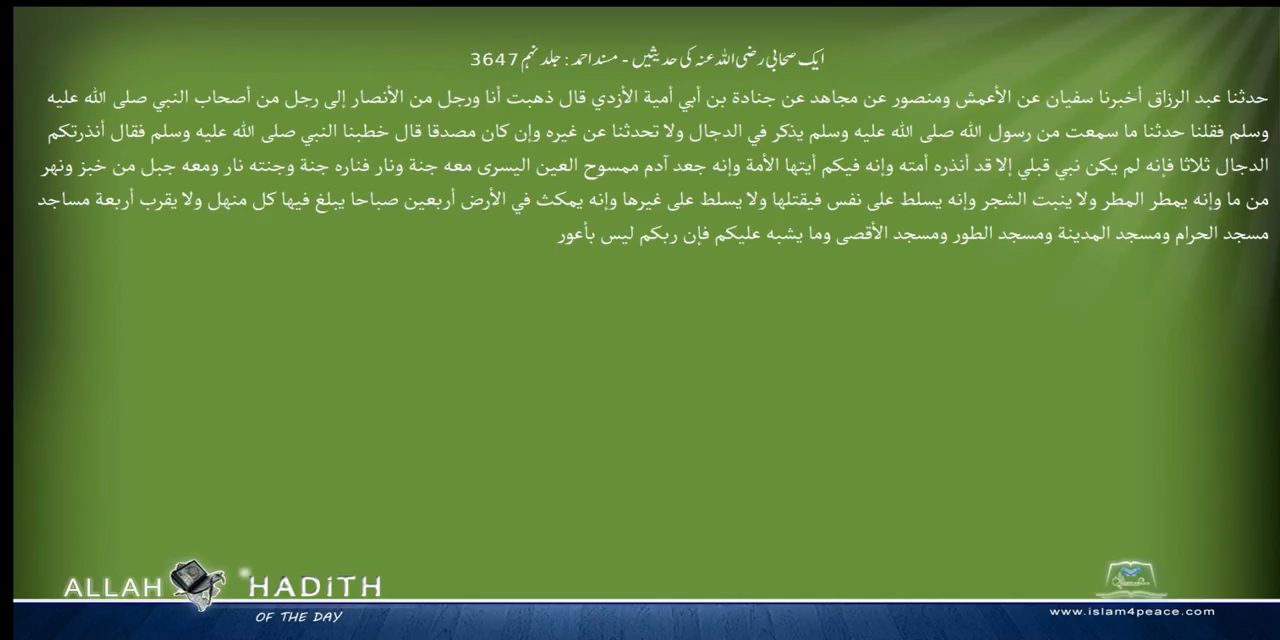 ایک صحابی رضی اللہ عنہ کی حدیثیں - مسند احمد : جلد نہم 3647
حدثنا عبد الرزاق أخبرنا سفيان عن الأعمش ومنصور عن مجاهد عن جنادة بن أبي أمية الأزدي قال ذهبت أنا ورجل من الأنصار إلى رجل من أصحاب النبي صلى الله عليه
وسلم فقلنا حدثنا ما سمعت من رسول الله صلى الله عليه وسلم يذكر في الدجال ولا تحدثنا عن غيره وإن كان مصدقا قال خطبنا النبي صلى الله عليه وسلم فقال أنذرتكم
الدجال ثلاثا فإنه لم يكن نبي قبلي إلا قد أنذره أمته وإنه فيكم أيتها الأمة وإنه جعد آدم ممسوح العين اليسرى معه جنة ونار فناره جنة وجنته نار ومعه جبل من خبز ونهر
من ما وإنه يمطر المطر ولا ينبت الشجر وإنه يسلط على نفس فيقتلها ولا يسلط على غيرها وإنه يمكث في الأرض أربعين صباحا يبلغ فيها كل منهل ولا يقرب أربعة مساجد
مسجد الحرام ومسجد المدينة ومسجد الطور ومسجد الأقصى وما يشبه عليكم فإن ربكم ليس بأعور
ALLAH HADITH
OF THE DAY
www.islam4peace.com